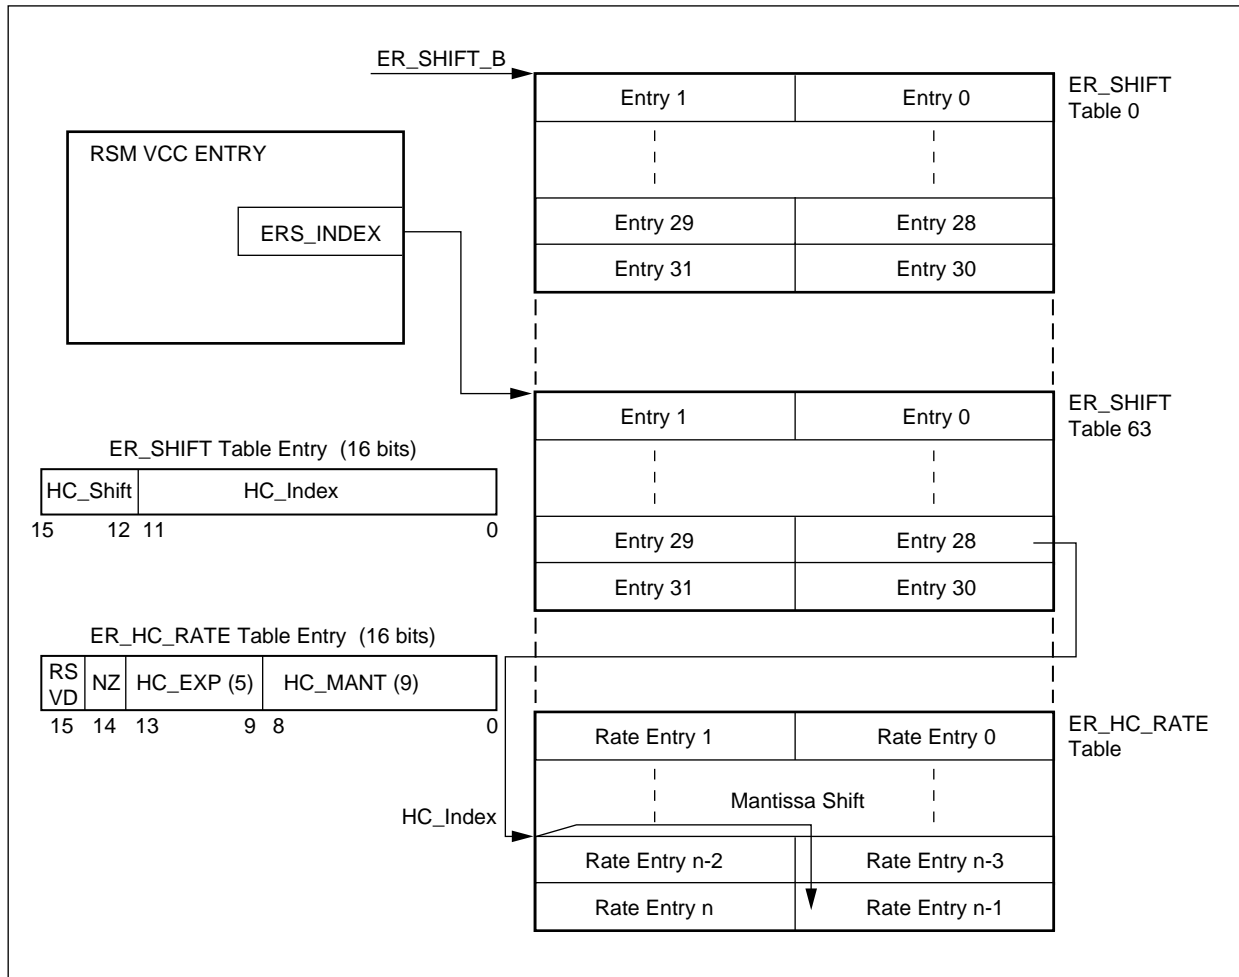 ER_SHIFT_B
Entry 1 Entry 0
ER_SHIFT
Table 0
RSM VCC ENTRY
ERS_INDEX
Entry 29 Entry 28
Entry 31 Entry 30
Entry 1 Entry 0
ER_SHIFT
Table 63
ER_SHIFT Table Entry (16 bits)
HC_Shift HC_Index
15 12 11 0
Entry 29 Entry 28
Entry 31 Entry 30
ER_HC_RATE Table Entry (16 bits)
RS
VD NZ HC_EXP (5) HC_MANT (9)
15 14 13 9 8 0
Rate Entry 1 Rate Entry 0
ER_HC_RATE
Table
Mantissa Shift
HC_Index
Rate Entry n-2 Rate Entry n-3
Rate Entry n Rate Entry n-1